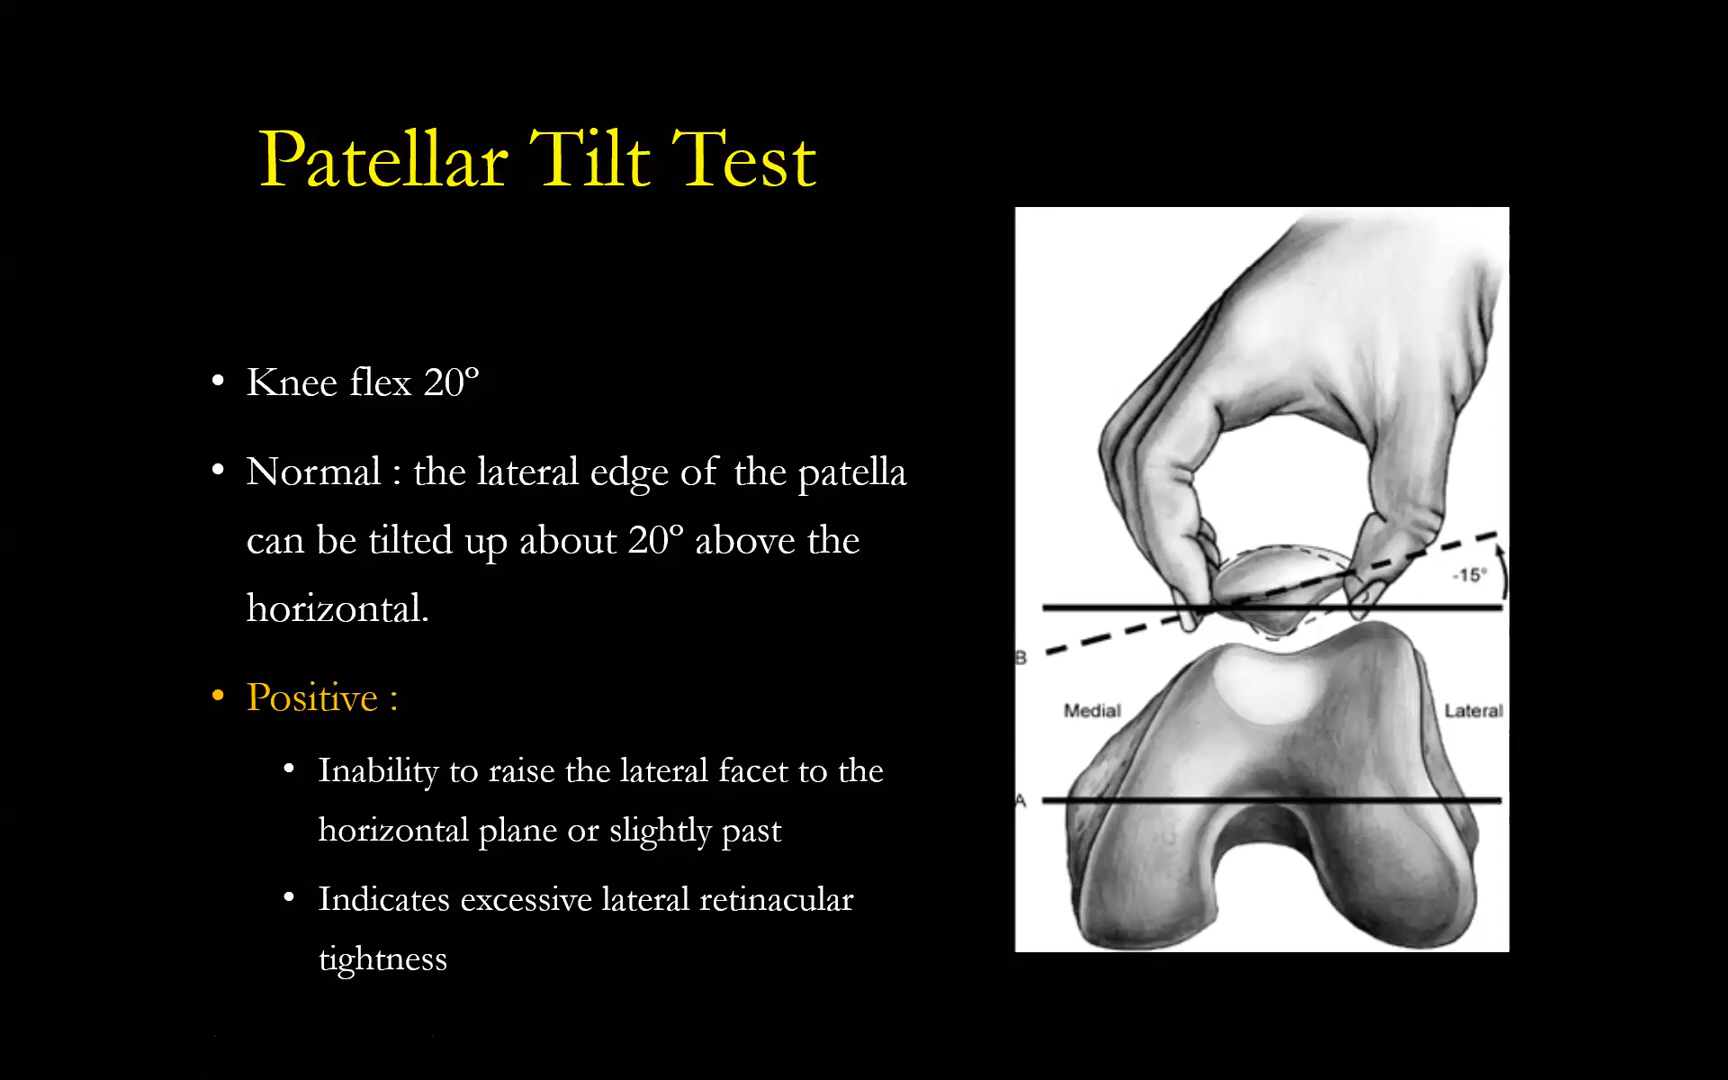 Patellar Tilt Test
• Knee flex 20º
• Normal : the lateral edge of the patella
can be tilted up about 20º above the
horizontal.
• Positive :
• Inability to raise the lateral facet to the
horizontal plane or slightly past
• Indicates excessive lateral retinacular
tightness
-15°
B
Medial
Lateral
A